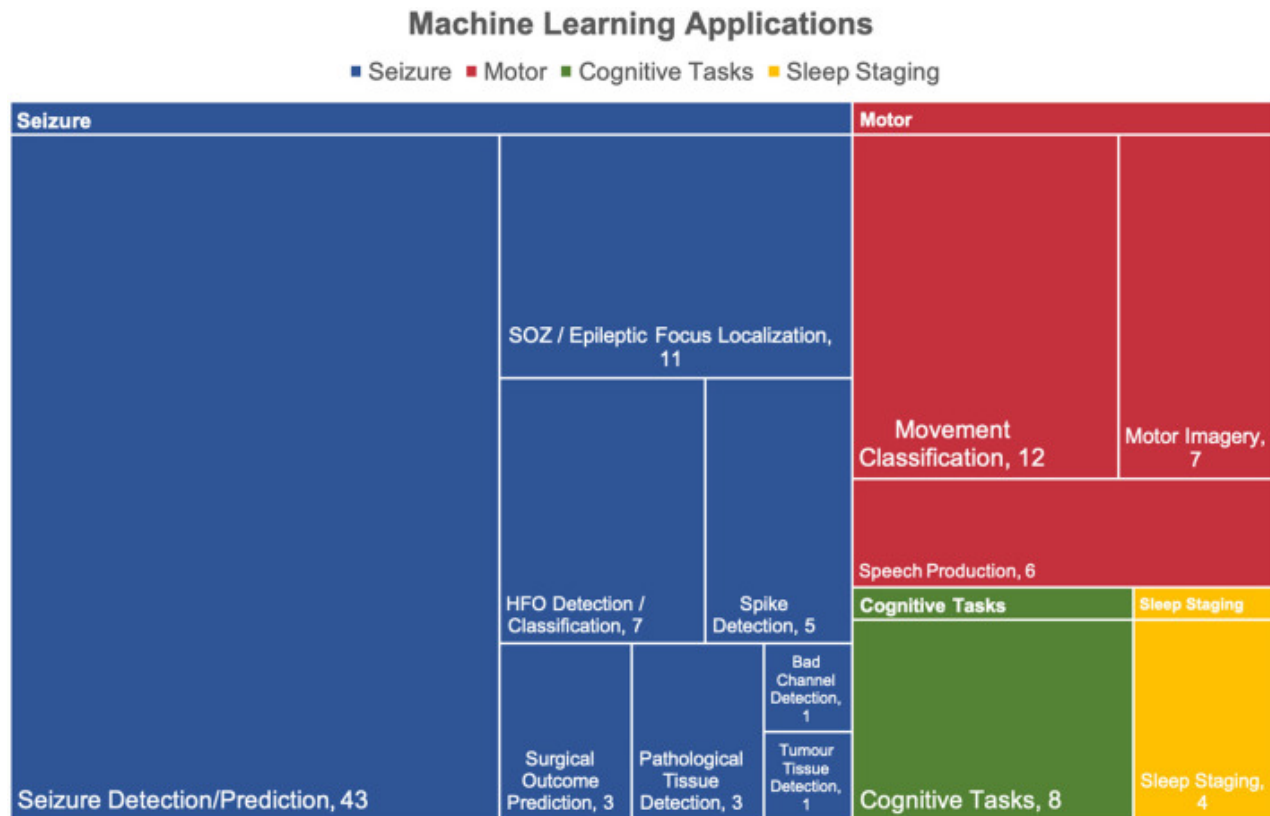 Machine Learning Applications
Seizure Motor Cognitive Tasks Sleep Staging
Seizure
Seizure Detection/Prediction, 43
SOZ / Epileptic Focus Localization,
11
HFO Detection /
Classification, 7
Spike
Detection, 5
Surgical
Outcome
Prediction, 3
Pathological
Tissue
Detection, 3
Bad
Channel
Detection,
1
Tumour
Tissue
Detection,
1
Motor
Movement
Classification, 12
Motor Imagery,
7
Speech Production, 6
Cognitive Tasks
Cognitive Tasks, 8
Sleep Staging
Sleep Staging,
4